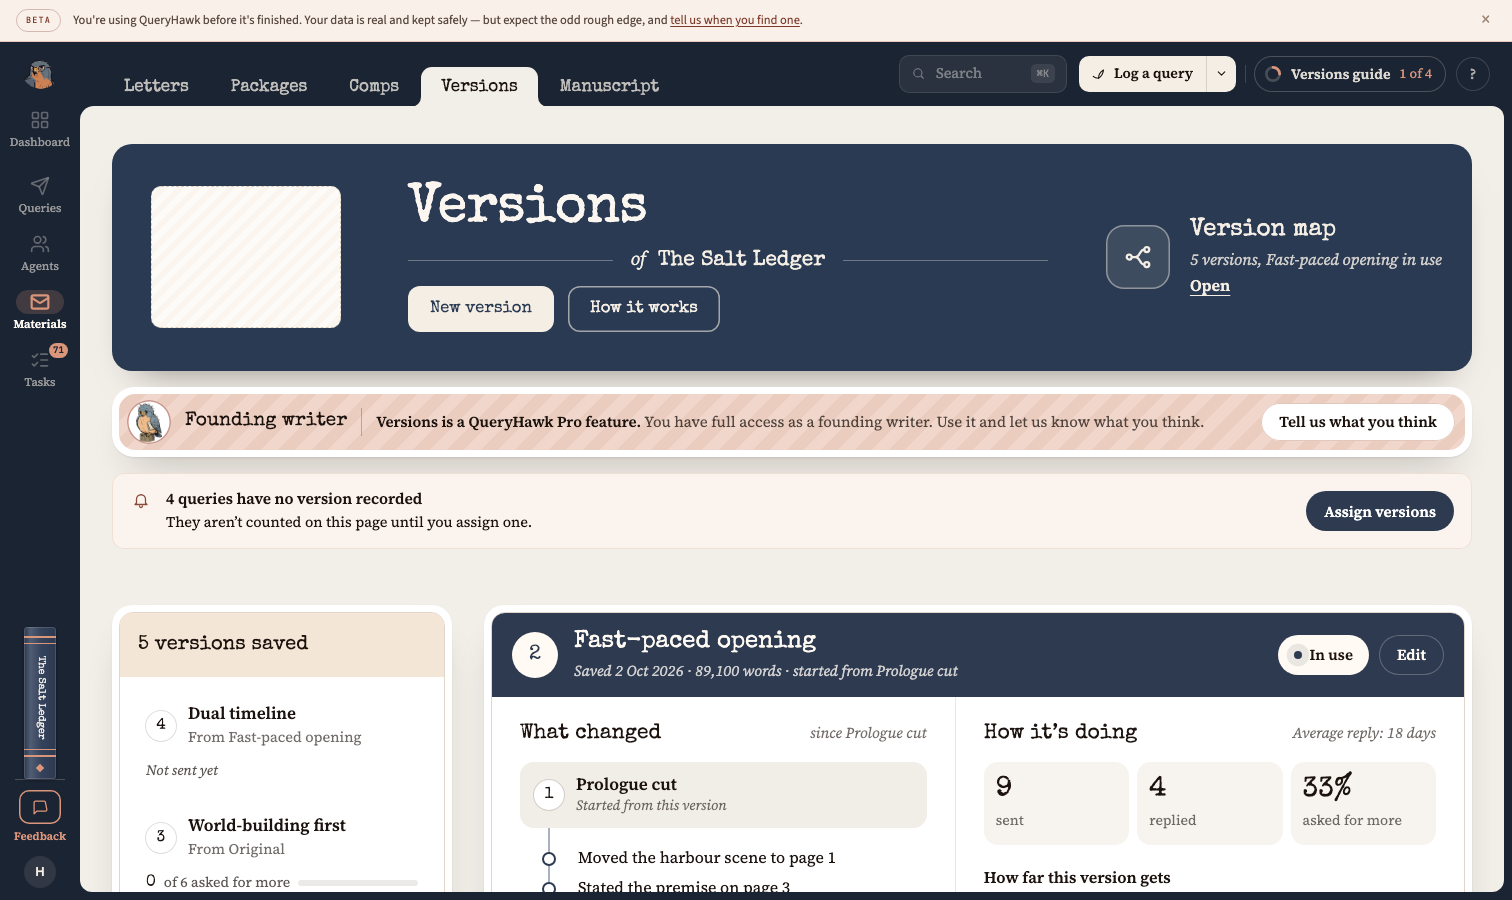 BETA
You're using QueryHawk before it's finished. Your data is real and kept safely — but expect the odd rough edge, and tell us when you find one.
×
Letters
Packages
Comps
Versions
Manuscript
Search
⌘K
Log a query
Versions guide 1 of 4
?
Dashboard
Queries
Agents
Materials
71
Tasks
The Salt Ledger
Feedback
H
Versions
of The Salt Ledger
New version
How it works
Version map
5 versions, Fast-paced opening in use
Open
Founding writer
Versions is a QueryHawk Pro feature. You have full access as a founding writer. Use it and let us know what you think.
Tell us what you think
4 queries have no version recorded
They aren’t counted on this page until you assign one.
Assign versions
5 versions saved
4
Dual timeline
From Fast-paced opening
Not sent yet
3
World-building first
From Original
0 of 6 asked for more
2
Fast-paced opening
Saved 2 Oct 2026 · 89,100 words · started from Prologue cut
In use
Edit
What changed
since Prologue cut
1
Prologue cut
Started from this version
Moved the harbour scene to page 1
Stated the premise on page 3
How it’s doing
Average reply: 18 days
9
sent
4
replied
33%
asked for more
How far this version gets